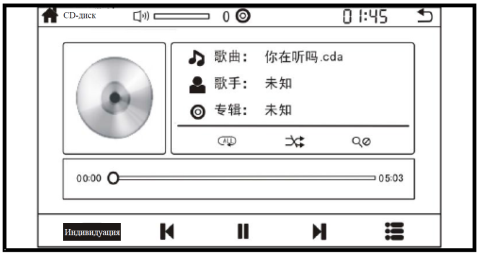 CD-диск 0 01:45
歌曲: 你在听吗.cda
歌手: 未知
专辑: 未知
ALL
00:00 05:03
Индивидуация